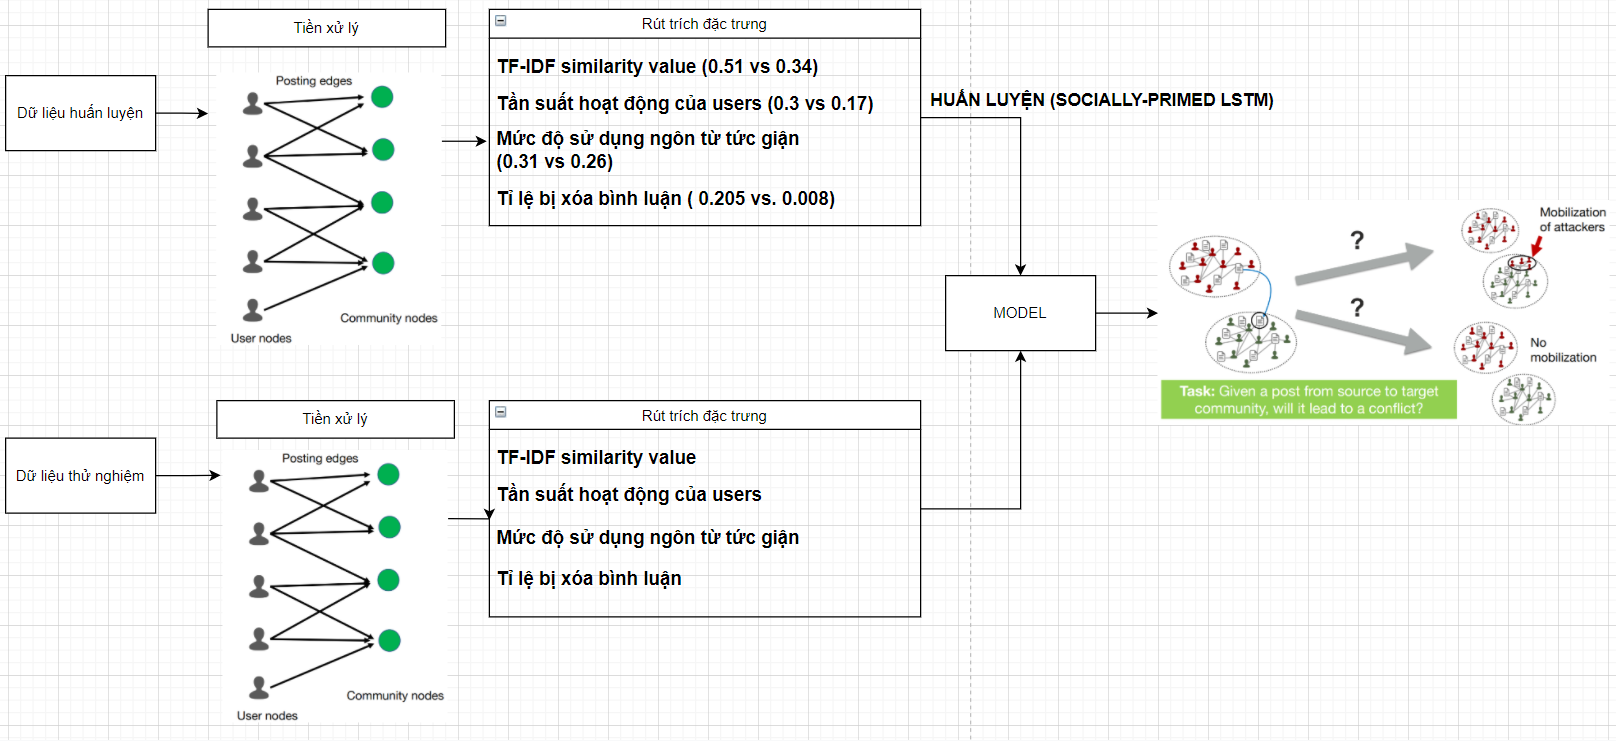 Tiền xử lý
Rút trích đặc trưng
Posting edges
Dữ liệu huấn luyện
TF-IDF similarity value (0.51 vs 0.34)
Tần suất hoạt động của users (0.3 vs 0.17)
Mức độ sử dụng ngôn từ tức giận
(0.31 vs 0.26)
Tỉ lệ bị xóa bình luận ( 0.205 vs. 0.008)
Community nodes
User nodes
HUẤN LUYỆN (SOCIALLY-PRIMED LSTM)
MODEL
?
?
Mobilization
of attackers
No
mobilization
Task: Given a post from source to target
community, will it lead to a conflict?
Tiền xử lý
Rút trích đặc trưng
Posting edges
Dữ liệu thử nghiệm
TF-IDF similarity value
Tần suất hoạt động của users
Mức độ sử dụng ngôn từ tức giận
Tỉ lệ bị xóa bình luận
Community nodes
User nodes